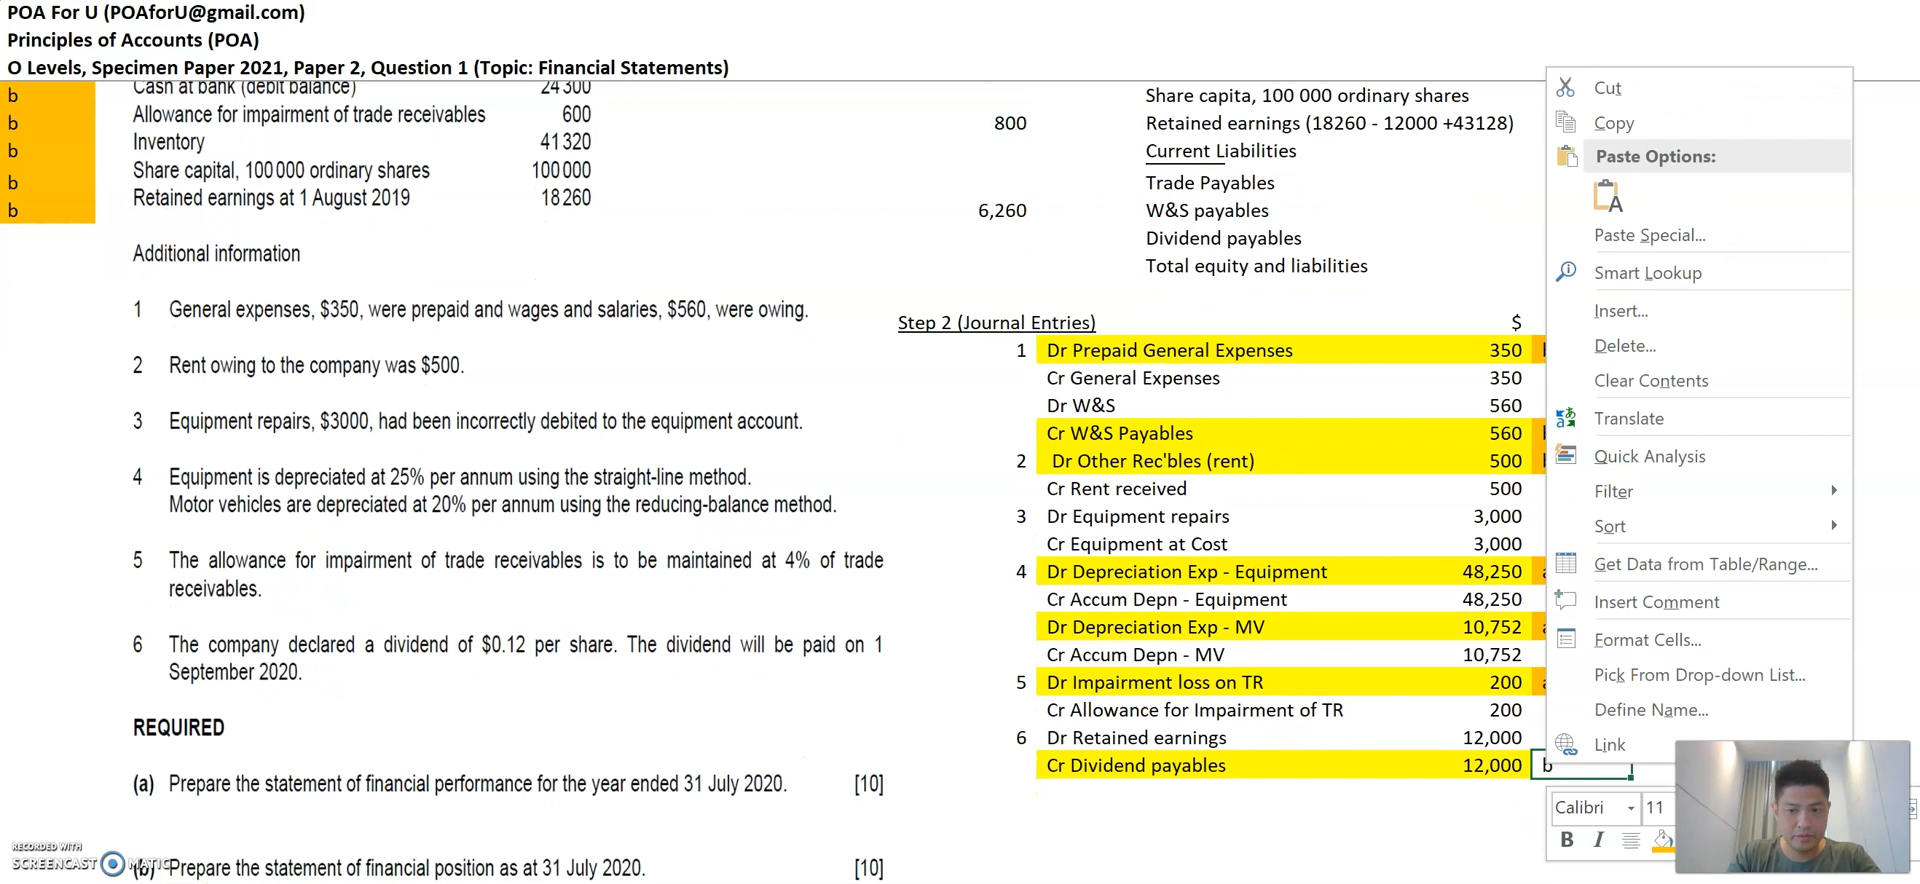 POA For U (POAforU@gmail.com)
Principles of Accounts (POA)
O Levels, Specimen Paper 2021, Paper 2, Question 1 (Topic: Financial Statements)
b Cash at bank (debit balance) 24 300
b Allowance for impairment of trade receivables 600
b Inventory 41 320
b Share capital, 100 000 ordinary shares 100 000
b Retained earnings at 1 August 2019 18 260
Additional information
1 General expenses, $350, were prepaid and wages and salaries, $560, were owing.
2 Rent owing to the company was $500.
3 Equipment repairs, $3000, had been incorrectly debited to the equipment account.
4 Equipment is depreciated at 25% per annum using the straight-line method.
Motor vehicles are depreciated at 20% per annum using the reducing-balance method.
5 The allowance for impairment of trade receivables is to be maintained at 4% of trade
receivables.
6 The company declared a dividend of $0.12 per share. The dividend will be paid on 1
September 2020.
REQUIRED
(a) Prepare the statement of financial performance for the year ended 31 July 2020. [10]
(b) Prepare the statement of financial position as at 31 July 2020. [10]
RECORDED WITH
SCREENCAST MATIC
Share capita, 100 000 ordinary shares
800 Retained earnings (18260 - 12000 +43128)
Current Liabilities
Trade Payables
6,260 W&S payables
Dividend payables
Total equity and liabilities
Step 2 (Journal Entries) $
1 Dr Prepaid General Expenses 350
Cr General Expenses 350
Dr W&S 560
Cr W&S Payables 560
2 Dr Other Rec'bles (rent) 500
Cr Rent received 500
3 Dr Equipment repairs 3,000
Cr Equipment at Cost 3,000
4 Dr Depreciation Exp - Equipment 48,250
Cr Accum Depn - Equipment 48,250
Dr Depreciation Exp - MV 10,752
Cr Accum Depn - MV 10,752
5 Dr Impairment loss on TR 200
Cr Allowance for Impairment of TR 200
6 Dr Retained earnings 12,000
Cr Dividend payables 12,000 b
Cut
Copy
Paste Options:
Paste Special...
Smart Lookup
Insert...
Delete...
Clear Contents
Translate
Quick Analysis
Filter
Sort
Get Data from Table/Range...
Insert Comment
Format Cells...
Pick From Drop-down List...
Define Name...
Link
Calibri 11
B I